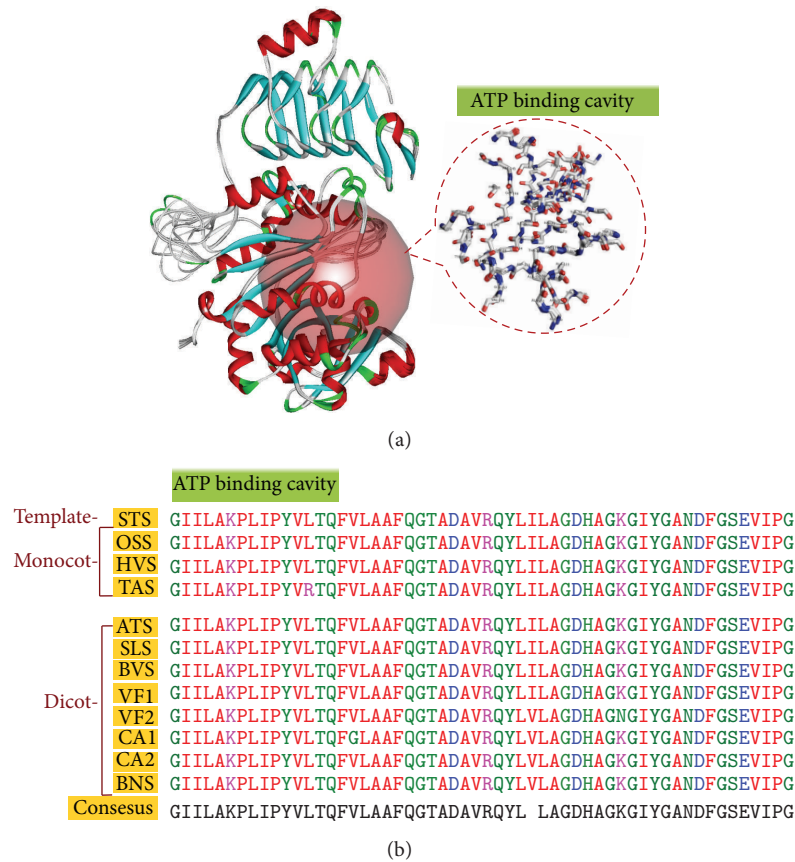 (a)
ATP binding cavity
ATP binding cavity
Template- STS GIILAKPLIPYVLTQFVLAAFQGTADAVRQYLILAGDHAGKGIYGANDFGSEVIPG
OSS GIILAKPLIPYVLTQFVLAAFQGTADAVRQYLILAGDHAGKGIYGANDFGSEVIPG
Monocot- HVS GIILAKPLIPYVLTQFVLAAFQGTADAVRQYLILAGDHAGKGIYGANDFGSEVIPG
TAS GIILAKPLIPYVRTQFVLAAFQGTADAVRQYLILAGDHAGKGIYGANDFGSEVIPG
ATS GIILAKPLIPYVLTQFVLAAFQGTADAVRQYLILAGDHAGKGIYGANDFGSEVIPG
SLS GIILAKPLIPYVLTQFVLAAFQGTADAVRQYLILAGDHAGKGIYGANDFGSEVIPG
BVS GIILAKPLIPYVLTQFVLAAFQGTADAVRQYLILAGDHAGKGIYGANDFGSEVIPG
Dicot- VF1 GIILAKPLIPYVLTQFVLAAFQGTADAVRQYLVLAGDHAGKGIYGANDFGSEVIPG
VF2 GIILAKPLIPYVLTQFVLAAFQGTADAVRQYLVLAGDHAGNGIYGANDFGSEVIPG
CA1 GIILAKPLIPYVLTQFGLAAFQGTADAVRQYLVLAGDHAGKGIYGANDFGSEVIPG
CA2 GIILAKPLIPYVLTQFVLAAFQGTADAVRQYLVLAGDHAGKGIYGANDFGSEVIPG
BNS GIILAKPLIPYVLTQFVLAAFQGTADAVRQYLVLAGDHAGKGIYGANDFGSEVIPG
Consesus GIILAKPLIPYVLTQFVLAAFQGTADAVRQYL LAGDHAGKGIYGANDFGSEVIPG
(b)